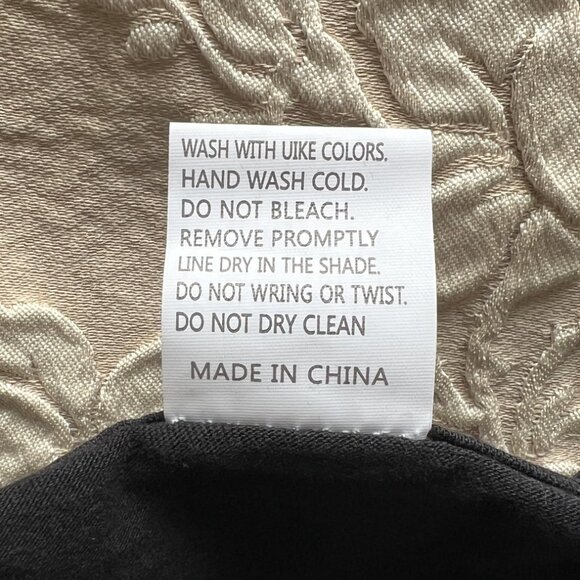 WASH WITH UIKE COLORS.
HAND WASH COLD.
DO NOT BLEACH.
REMOVE PROMPTLY
LINE DRY IN THE SHADE.
DO NOT WRING OR TWIST.
DO NOT DRY CLEAN
MADE IN CHINA